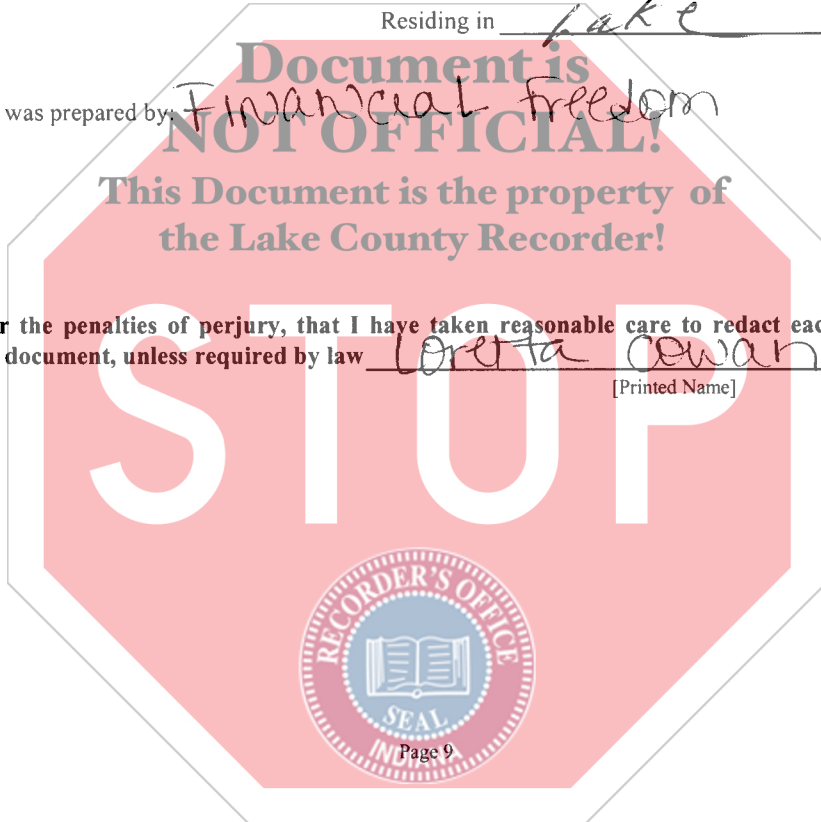 Residing in Lake
Document is
was prepared by: Financial Freedom
NOT OFFICIAL!
This Document is the property of
the Lake County Recorder!
r the penalties of perjury, that I have taken reasonable care to redact eac
document, unless required by law Loretta Cowan
[Printed Name]
STOP
RECORDER'S OFFICE
SEAL
INDIANA
Page 9